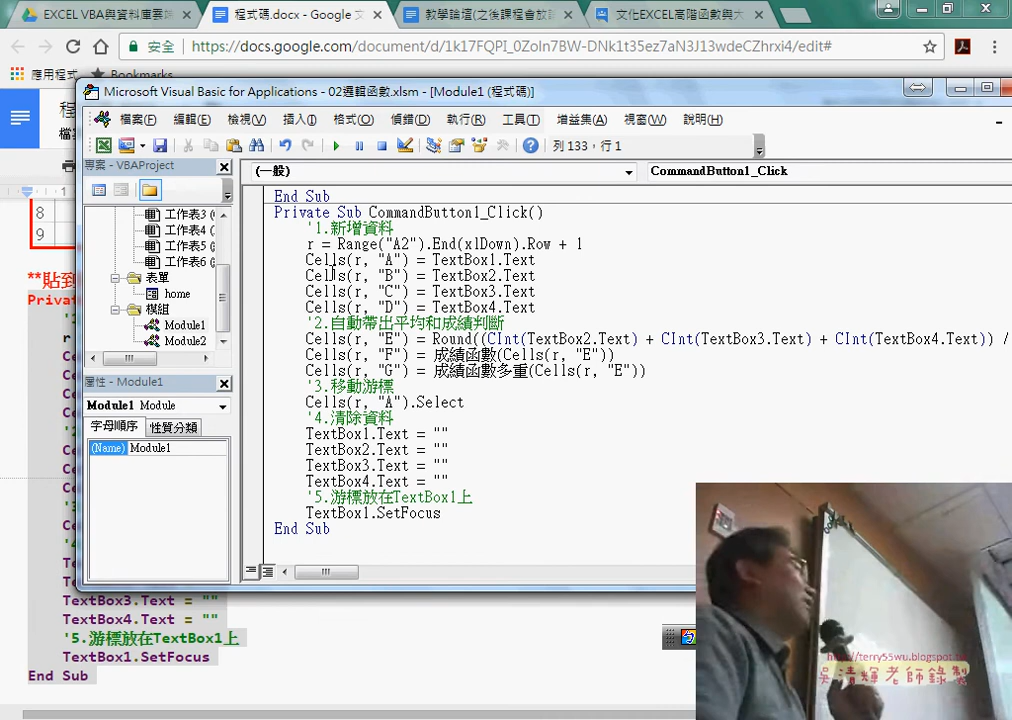 EXCEL VBA與資料庫雲端
程式碼.docx - Google 文
教學論壇(之後課程會放
文化EXCEL高階函數與大
安全
https://docs.google.com/document/d/1k17FQPI_0Zoln7BW-DNk1t35ez7aN3J13wdeCZhrxi4/edit#
應用程式
Bookmarks
Microsoft Visual Basic for Applications - 02邏輯函數.xlsm - [Module1 (程式碼)]
檔案(F) 編輯(E) 檢視(V) 插入(I) 格式(O) 偵錯(D) 執行(R) 工具(T) 增益集(A) 視窗(W) 說明(H)
列 133，行 1
專案 - VBAProject
工作表3
工作表4
工作表5
工作表6
表單
home
模組
Module1
Module2
屬性 - Module1
Module1 Module
字母順序 性質分類
(Name) Module1
(一般)
CommandButton1_Click
End Sub
Private Sub CommandButton1_Click()
'1.新增資料
r = Range("A2").End(xlDown).Row + 1
Cells(r, "A") = TextBox1.Text
Cells(r, "B") = TextBox2.Text
Cells(r, "C") = TextBox3.Text
Cells(r, "D") = TextBox4.Text
'2.自動帶出平均和成績判斷
Cells(r, "E") = Round((CInt(TextBox2.Text) + CInt(TextBox3.Text) + CInt(TextBox4.Text)) /
Cells(r, "F") = 成績函數(Cells(r, "E"))
Cells(r, "G") = 成績函數多重(Cells(r, "E"))
'3.移動游標
Cells(r, "A").Select
'4.清除資料
TextBox1.Text = ""
TextBox2.Text = ""
TextBox3.Text = ""
TextBox4.Text = ""
'5.游標放在TextBox1上
TextBox1.SetFocus
End Sub
8
9
**貼到
TextBox3.Text = ""
TextBox4.Text = ""
'5.游標放在TextBox1上
TextBox1.SetFocus
End Sub
http://terry55wu.blogspot.tw
吳清輝老師錄製